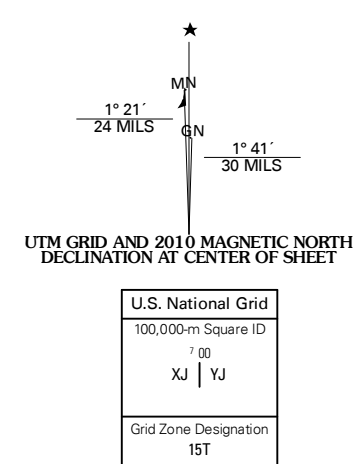 MN
1° 21´
24 MILS
GN
1° 41´
30 MILS
UTM GRID AND 2010 MAGNETIC NORTH
DECLINATION AT CENTER OF SHEET
U.S. National Grid
100,000-m Square ID
7 00
XJ YJ
Grid Zone Designation
15T